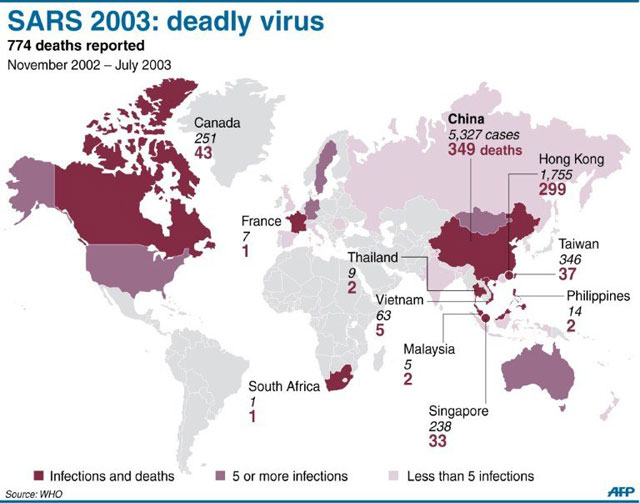 SARS 2003: deadly virus
774 deaths reported
November 2002 – July 2003
Canada
251
43
China
5,327 cases
349 deaths
Hong Kong
1,755
299
France
7
1
Taiwan
346
37
Thailand
9
2
Vietnam
63
5
Philippines
14
2
Malaysia
5
2
South Africa
1
1
Singapore
238
33
Infections and deaths
5 or more infections
Less than 5 infections
Source: WHO
AFP